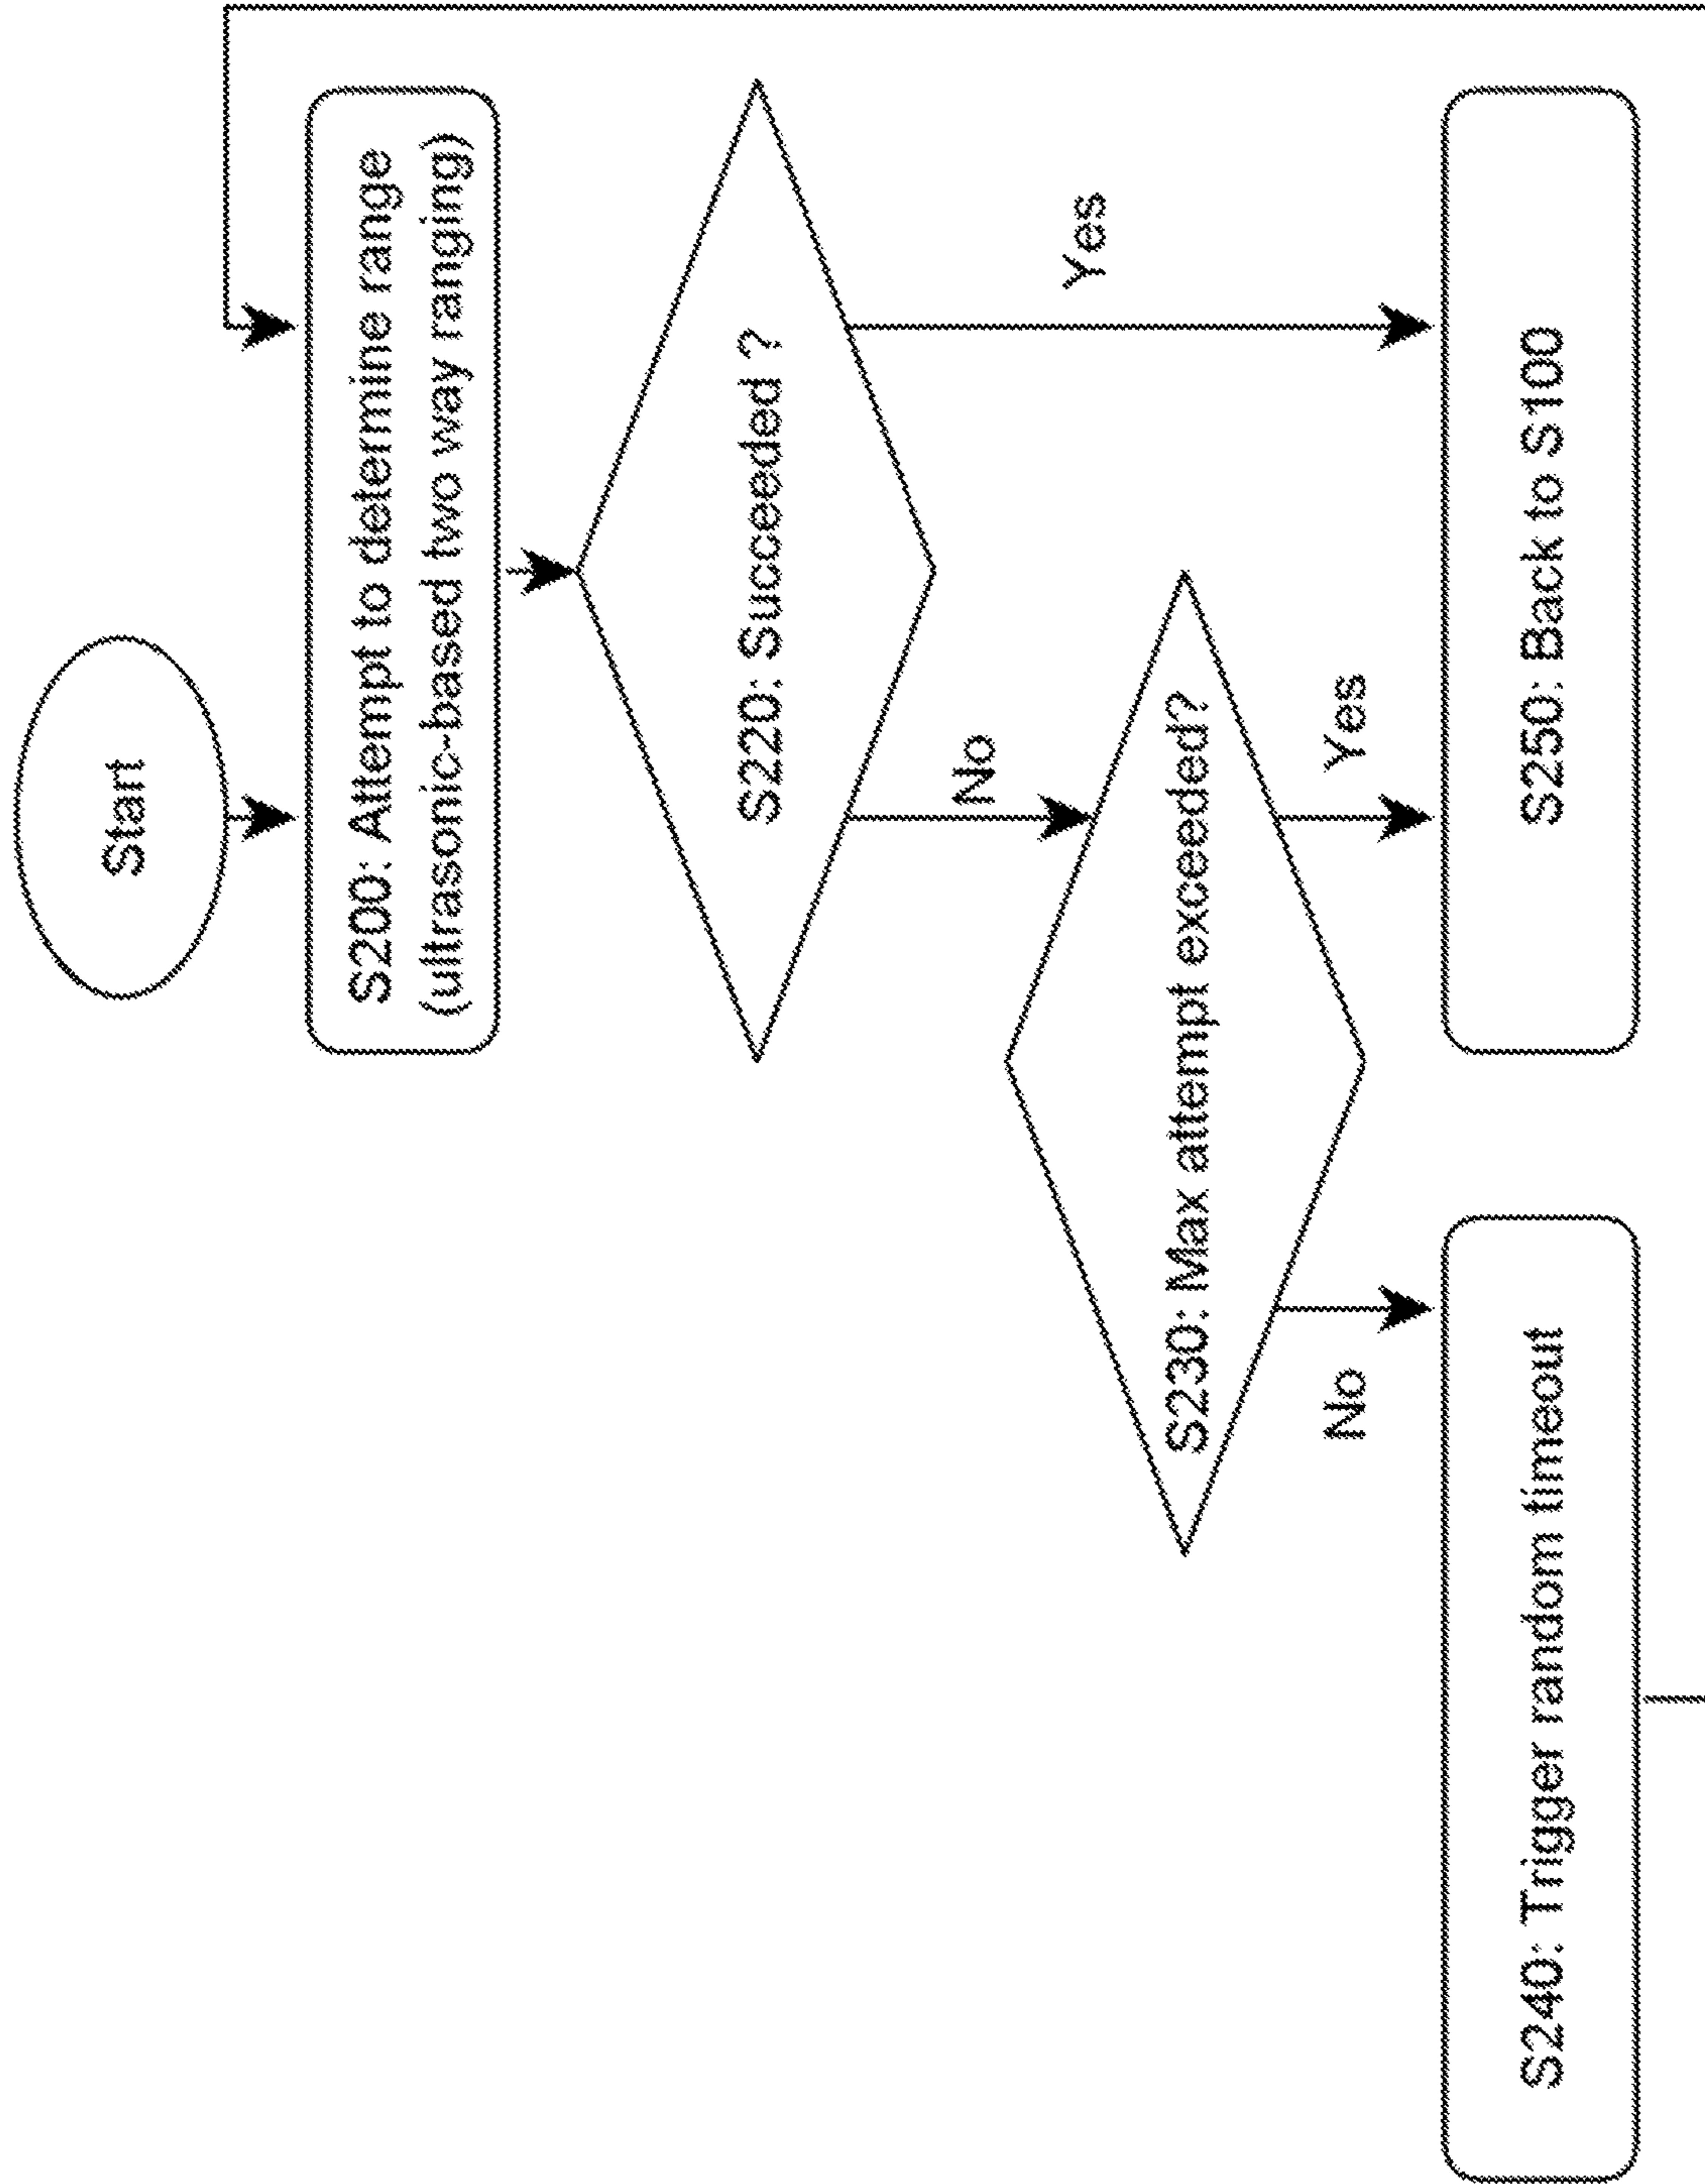 Start
S200: Attempt to determine range
(ultrasonic-based two way ranging)
S220: Succeeded ?
No
Yes
S230: Max attempt exceeded?
No
Yes
S240: Trigger random timeout
S250: Back to S100